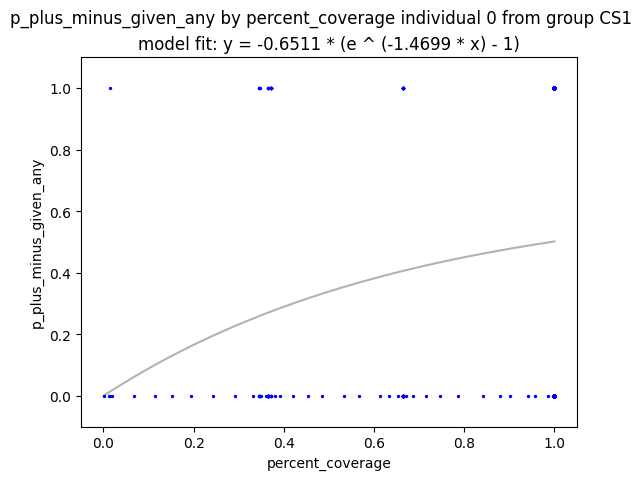 p_plus_minus_given_any by percent_coverage individual 0 from group CS1
model fit: y = -0.6511 * (e ^ (-1.4699 * x) - 1)
1.0
0.8
0.6
0.4
0.2
0.0
p_plus_minus_given_any
0.0 0.2 0.4 0.6 0.8 1.0
percent_coverage